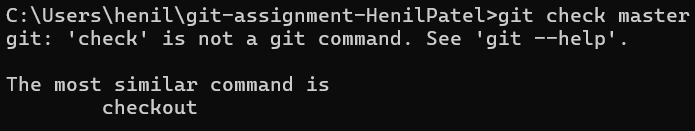 C:\Users\henil\git-assignment-HenilPatel>git check master
git: 'check' is not a git command. See 'git --help'.

The most similar command is
        checkout